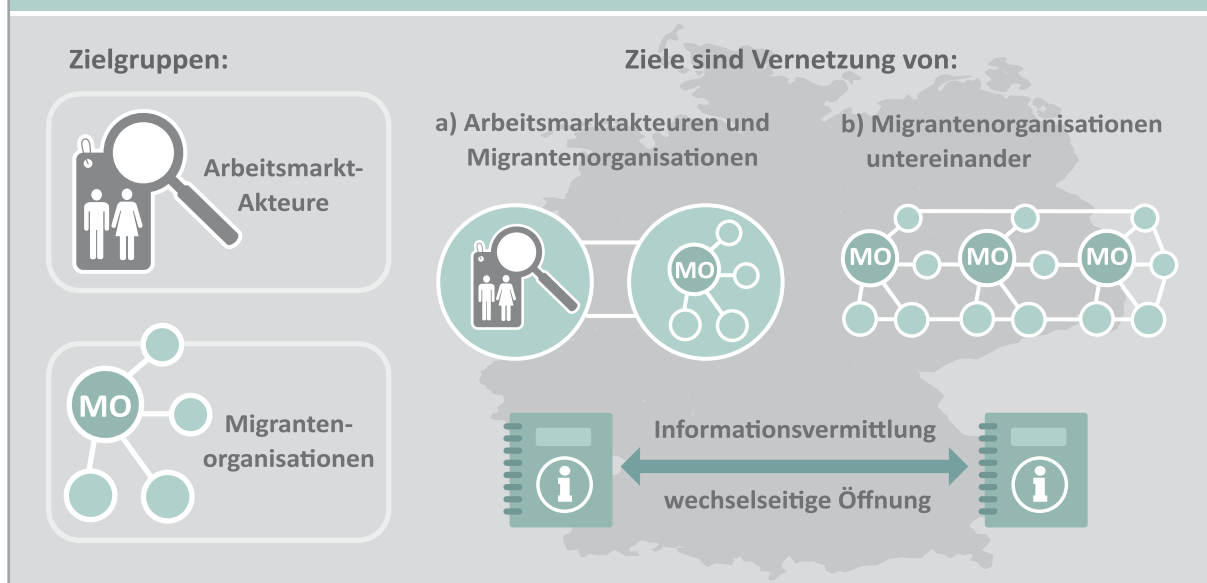 Zielgruppen:
Arbeitsmarkt-
Akteure
MO
Migranten-
organisationen
Ziele sind Vernetzung von:
a) Arbeitsmarktakteuren und
Migrantenorganisationen
MO
b) Migrantenorganisationen
untereinander
MO MO MO
Informationsvermittlung
wechselseitige Öffnung
i i